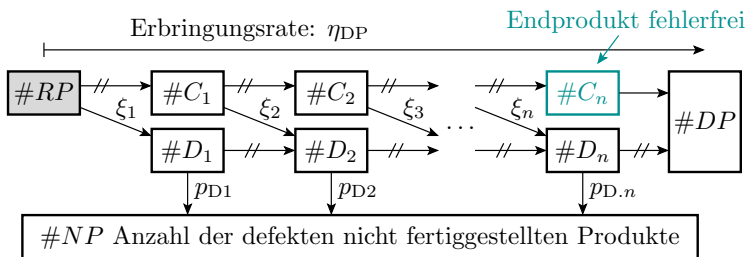 Endprodukt fehlerfrei
Erbringungsrate: η_DP
#RP #C_1 #C_2 #C_n
ξ_1 ξ_2 ξ_3 ... ξ_n #DP
#D_1 #D_2 #D_n
p_D1 p_D2 p_D.n
#NP Anzahl der defekten nicht fertiggestellten Produkte